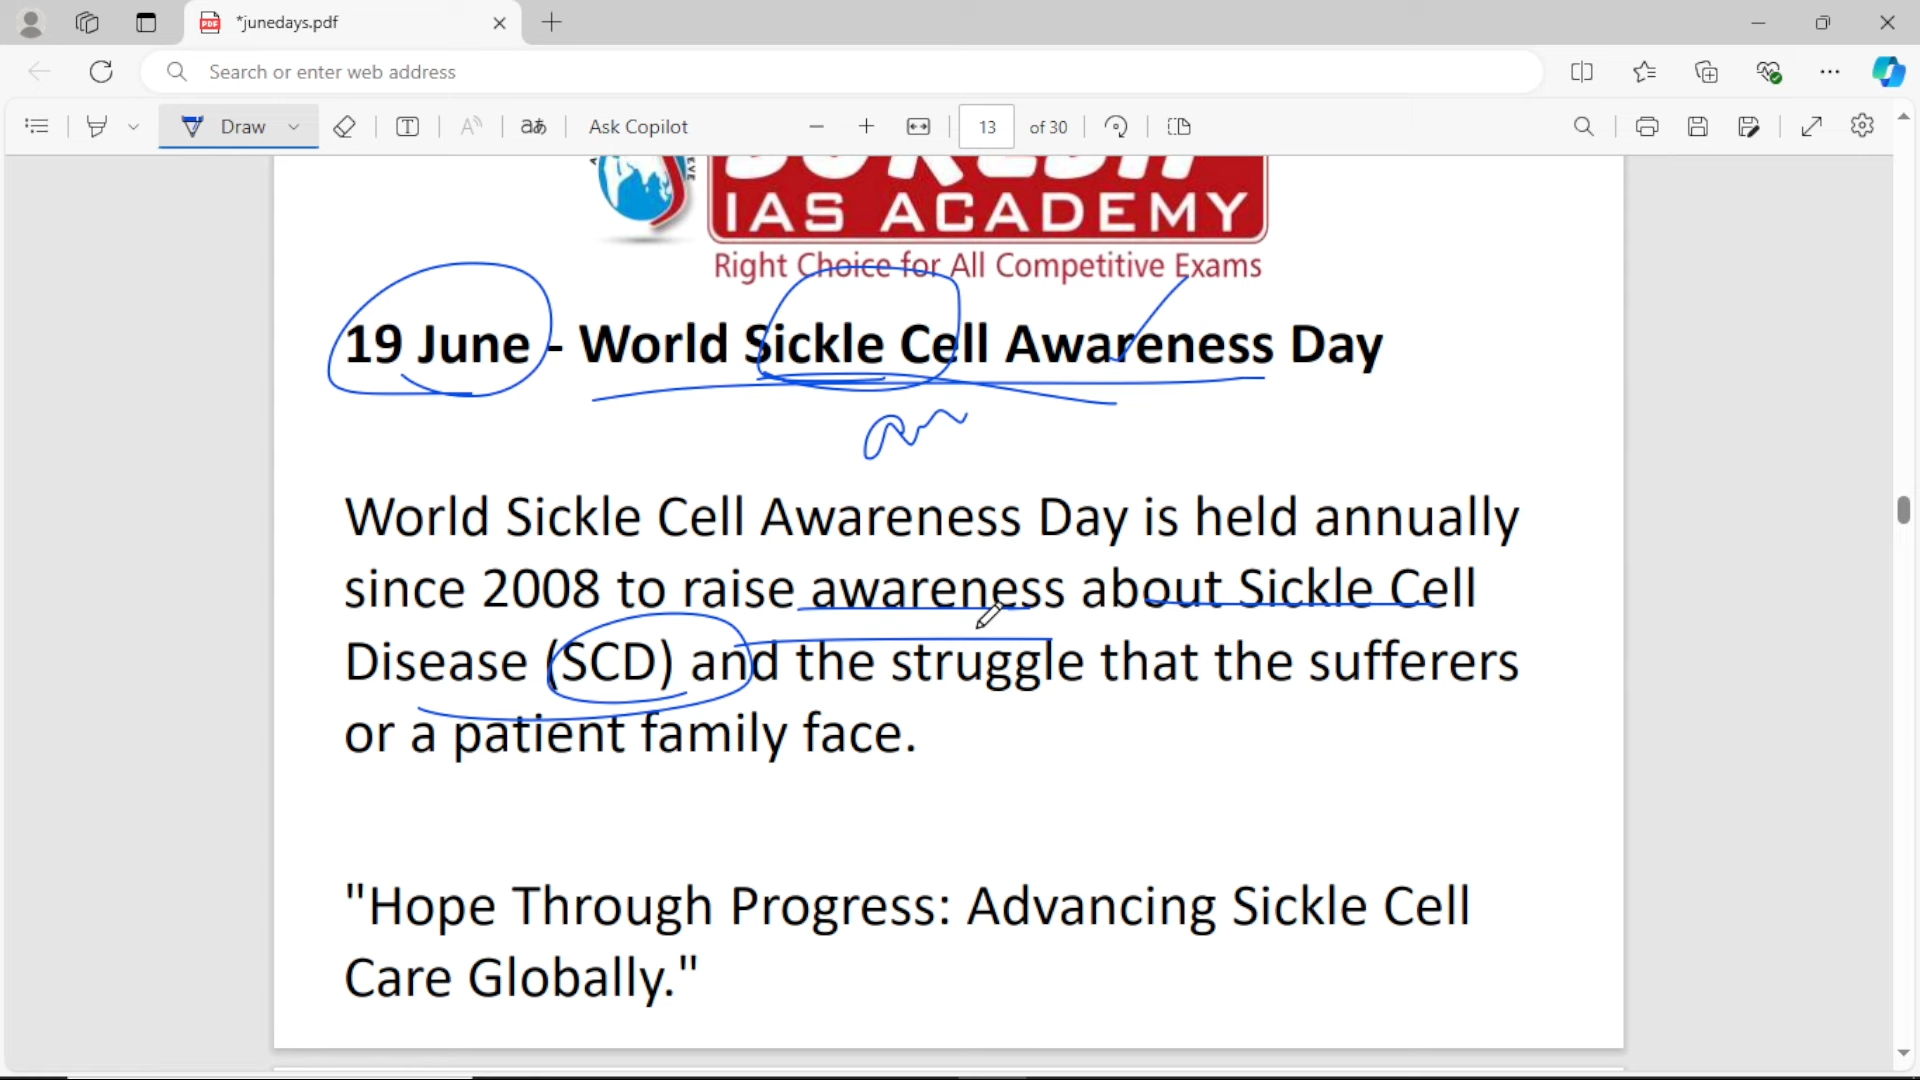 *junedays.pdf
Search or enter web address
Draw
Ask Copilot
13 of 30
IAS ACADEMY
Right Choice for All Competitive Exams
19 June - World Sickle Cell Awareness Day
World Sickle Cell Awareness Day is held annually
since 2008 to raise awareness about Sickle Cell
Disease (SCD) and the struggle that the sufferers
or a patient family face.
"Hope Through Progress: Advancing Sickle Cell
Care Globally."